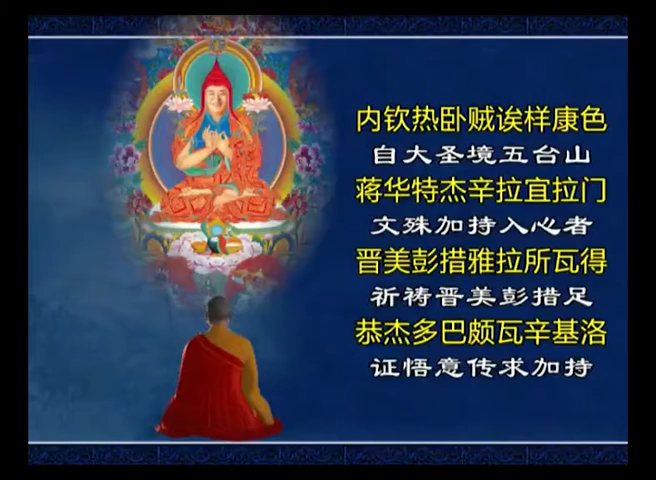 内钦热卧贼诶样康色
自大圣境五台山
蒋华特杰辛拉宜拉门
文殊加持入心者
晋美彭措雅拉所瓦得
祈祷晋美彭措足
恭杰多巴颇瓦辛基洛
证悟意传求加持